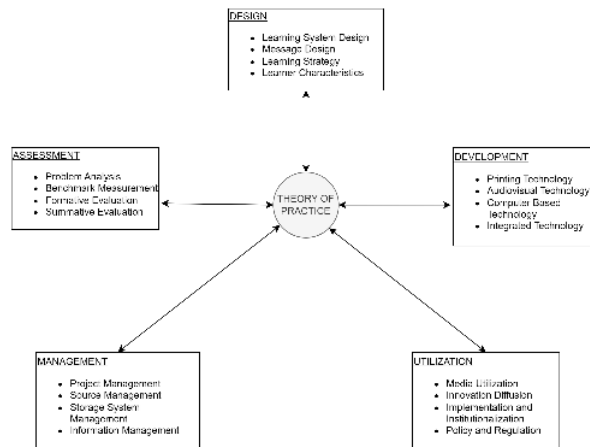 DESIGN
• Learning System Design
• Message Design
• Learning Strategy
• Learner Characteristics
ASSESSMENT
• Problem Analysis
• Benchmark Measurement
• Formative Evaluation
• Summative Evaluation
THEORY OF
PRACTICE
DEVELOPMENT
• Printing Technology
• Audiovisual Technology
• Computer Based
Technology
• Integrated Technology
MANAGEMENT
• Project Management
• Source Management
• Storage System
Management
• Information Management
UTILIZATION
• Media Utilization
• Innovation Diffusion
• Implementation and
Institutionalization
• Policy and Regulation